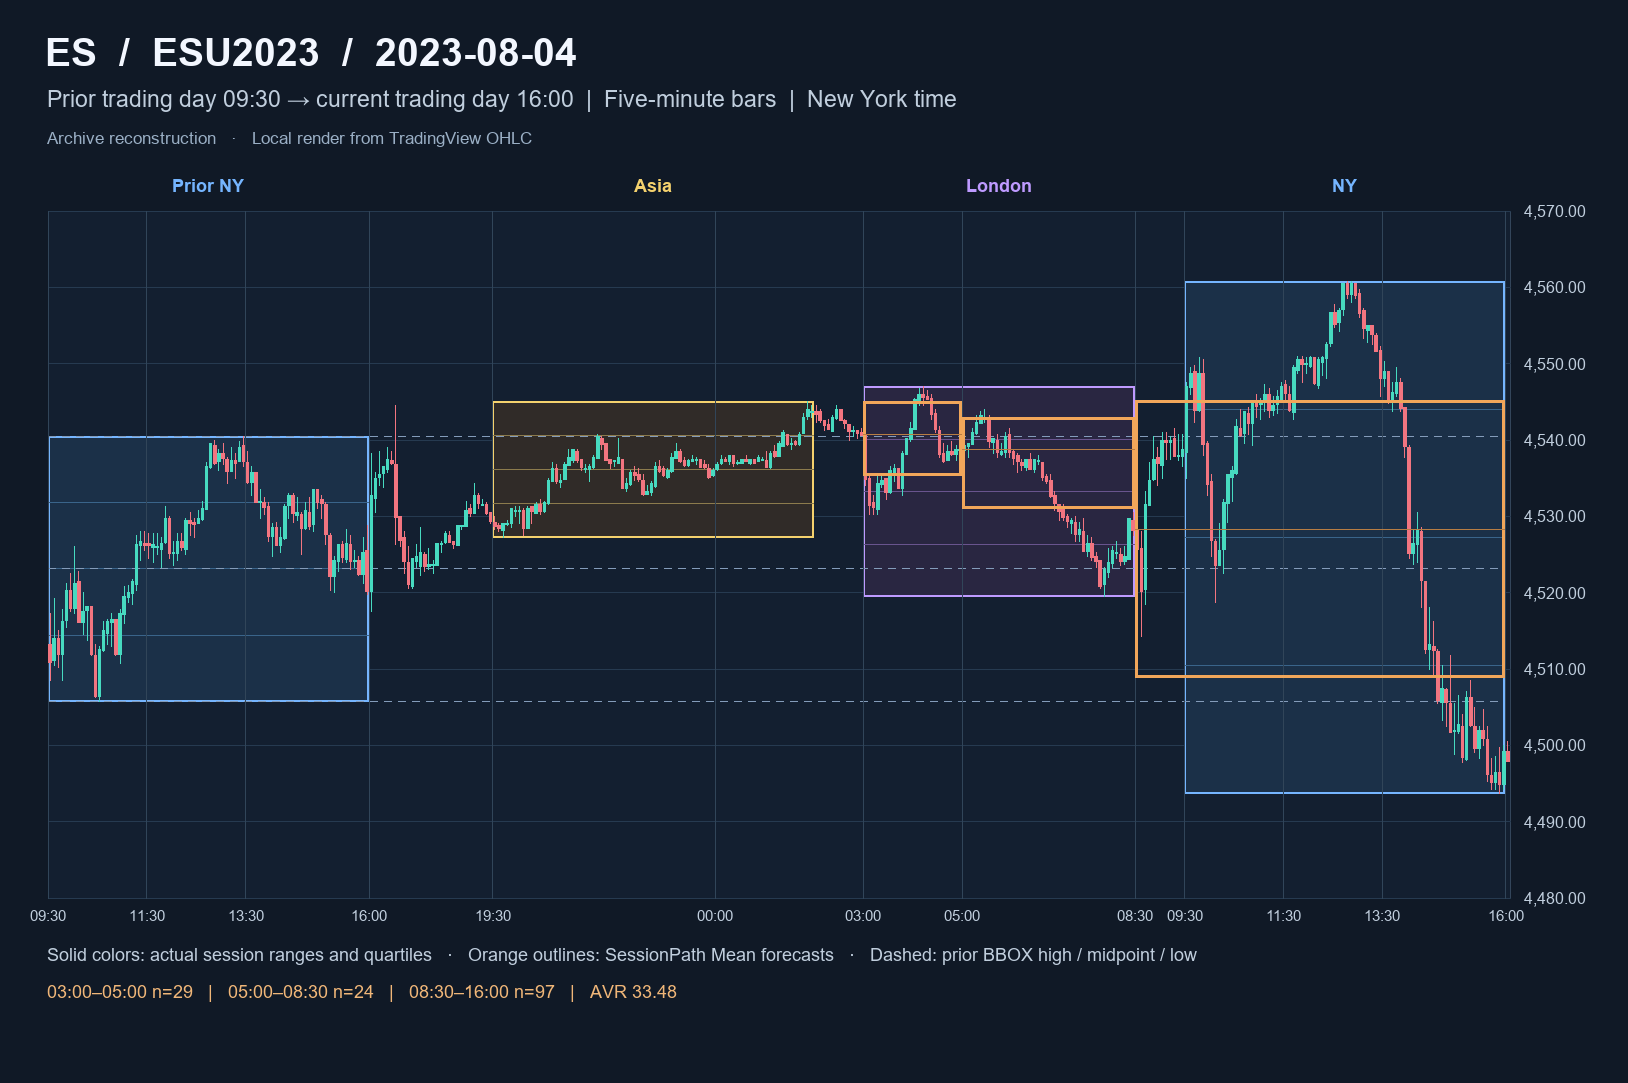 ES / ESU2023 / 2023-08-04
Prior trading day 09:30 → current trading day 16:00 | Five-minute bars | New York time
Archive reconstruction · Local render from TradingView OHLC
Prior NY Asia London NY
4,570.00
4,560.00
4,550.00
4,540.00
4,530.00
4,520.00
4,510.00
4,500.00
4,490.00
4,480.00
09:30 11:30 13:30 16:00 19:30 00:00 03:00 05:00 08:30 09:30 11:30 13:30 16:00
Solid colors: actual session ranges and quartiles · Orange outlines: SessionPath Mean forecasts · Dashed: prior BBOX high / midpoint / low
03:00–05:00 n=29 | 05:00–08:30 n=24 | 08:30–16:00 n=97 | AVR 33.48